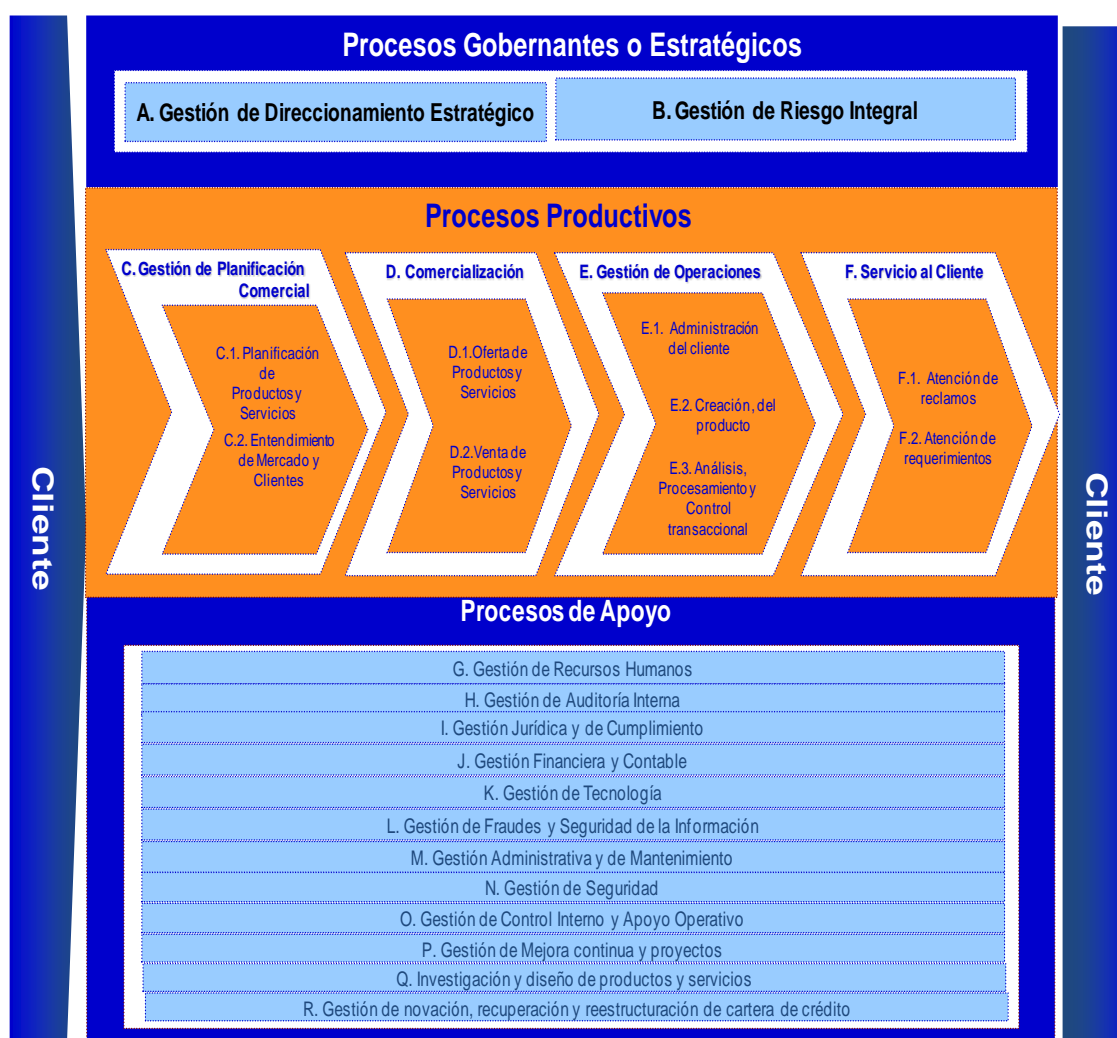 Procesos Gobernantes o Estratégicos
A. Gestión de Direccionamiento Estratégico
B. Gestión de Riesgo Integral
Procesos Productivos
C. Gestión de Planificación
Comercial
C.1. Planificación
de
Productos y
Servicios
C.2. Entendimiento
de Mercado y
Clientes
D. Comercialización
D.1. Oferta de
Productos y
Servicios
D.2. Venta de
Productos y
Servicios
E. Gestión de Operaciones
E.1. Administración
del cliente
E.2. Creación, del
producto
E.3. Análisis,
Procesamiento y
Control
transaccional
F. Servicio al Cliente
F.1. Atención de
reclamos
F.2. Atención de
requerimientos
Cliente
Cliente
Procesos de Apoyo
G. Gestión de Recursos Humanos
H. Gestión de Auditoría Interna
I. Gestión Jurídica y de Cumplimiento
J. Gestión Financiera y Contable
K. Gestión de Tecnología
L. Gestión de Fraudes y Seguridad de la Información
M. Gestión Administrativa y de Mantenimiento
N. Gestión de Seguridad
O. Gestión de Control Interno y Apoyo Operativo
P. Gestión de Mejora continua y proyectos
Q. Investigación y diseño de productos y servicios
R. Gestión de novación, recuperación y reestructuración de cartera de crédito